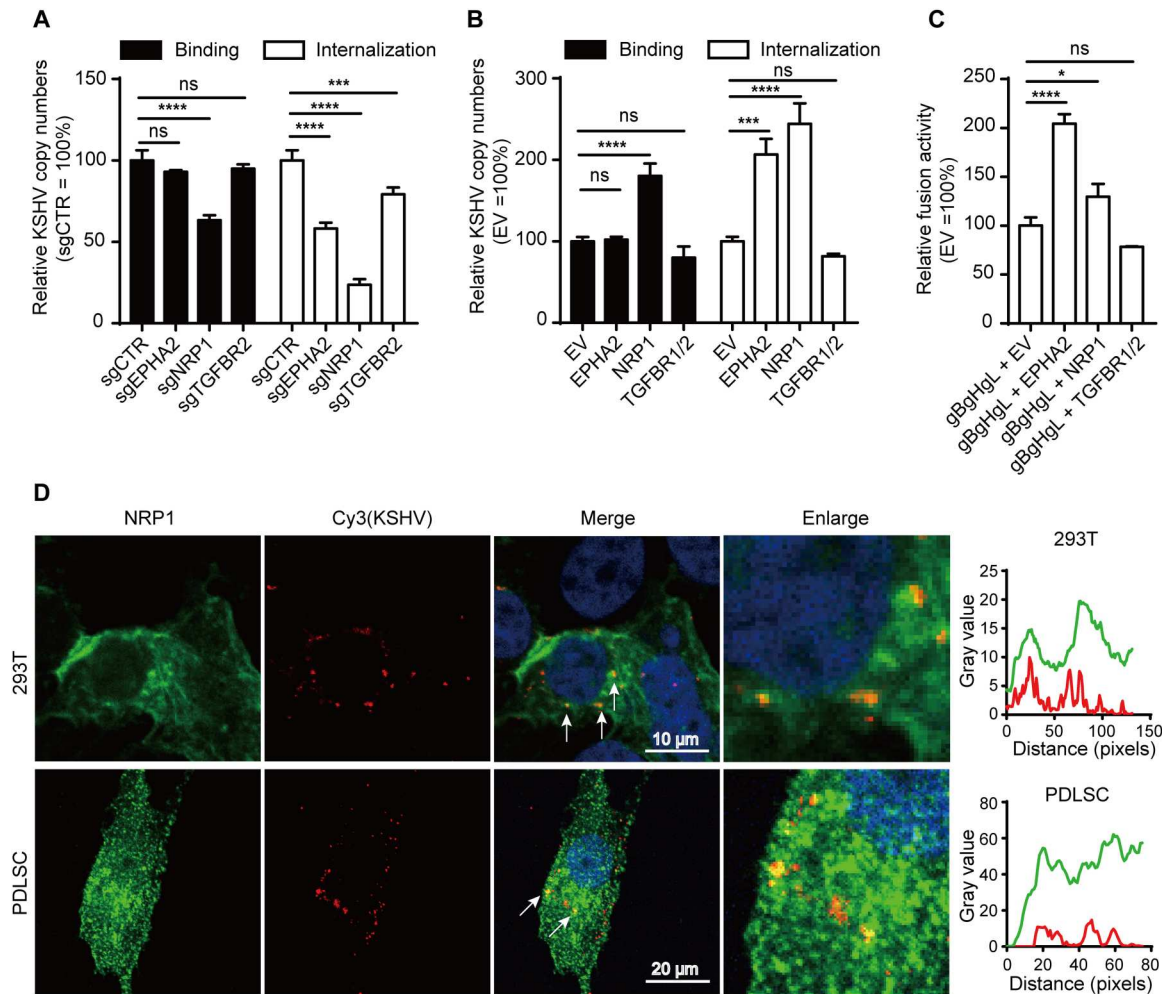 A
Binding
Internalization
Relative KSHV copy numbers
(sgCTR = 100%)
150
100
50
0
ns
****
ns
***
****
****
sgCTR
sgEPHA2
sgNRP1
sgTGFBR2
sgCTR
sgEPHA2
sgNRP1
sgTGFBR2
B
Binding
Internalization
Relative KSHV copy numbers
(EV =100%)
300
200
100
0
ns
****
ns
ns
****
***
EV
EPHA2
NRP1
TGFBR1/2
EV
EPHA2
NRP1
TGFBR1/2
C
Relative fusion activity
(EV =100%)
250
200
150
100
50
0
ns
*
****
gBgHgL + EV
gBgHgL + EPHA2
gBgHgL + NRP1
gBgHgL + TGFBR1/2
D
NRP1
Cy3(KSHV)
Merge
Enlarge
293T
10 µm
293T
Gray value
25
20
15
10
5
0
0
50
100
150
Distance (pixels)
PDLSC
20 µm
PDLSC
Gray value
80
60
40
20
0
0
20
40
60
80
Distance (pixels)